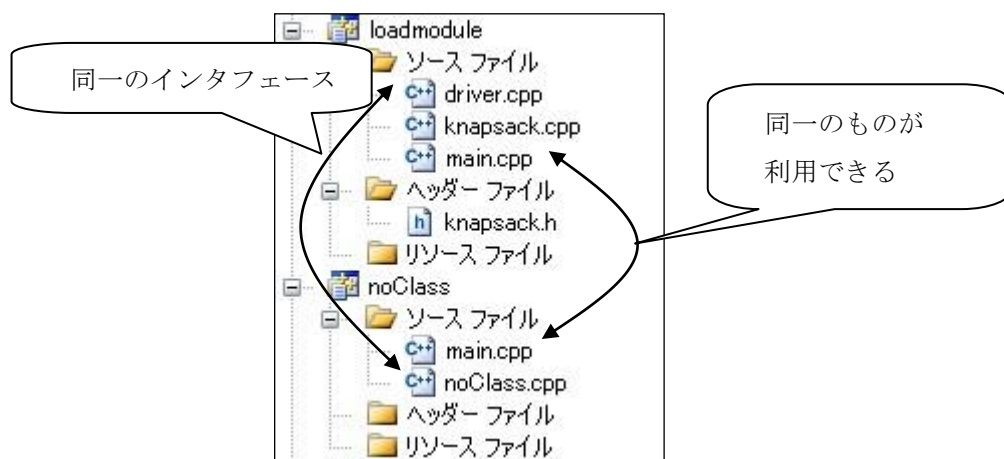 loadmodule
ソース ファイル
同一のインタフェース
driver.cpp
knapsack.cpp
main.cpp
同一のものが
利用できる
ヘッダー ファイル
knapsack.h
リソース ファイル
noClass
ソース ファイル
main.cpp
noClass.cpp
ヘッダー ファイル
リソース ファイル